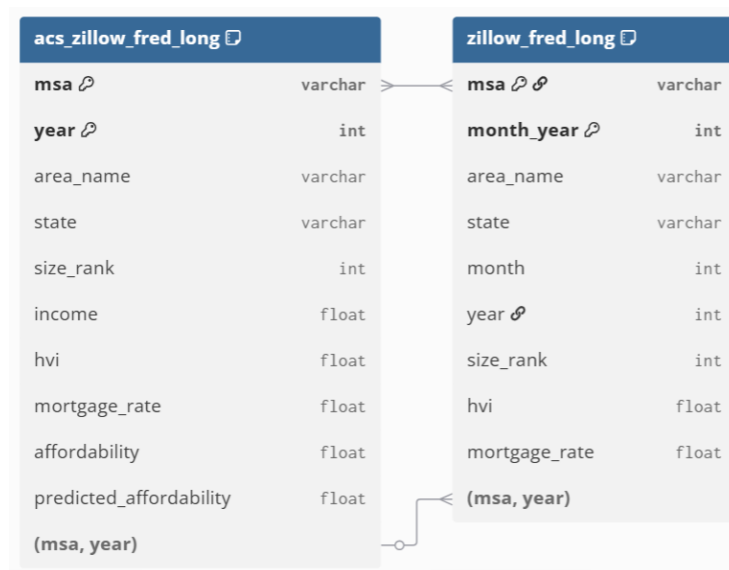 acs_zillow_fred_long
msa varchar
year int
area_name varchar
state varchar
size_rank int
income float
hvi float
mortgage_rate float
affordability float
predicted_affordability float
(msa, year)
zillow_fred_long
msa varchar
month_year int
area_name varchar
state varchar
month int
year int
size_rank int
hvi float
mortgage_rate float
(msa, year)